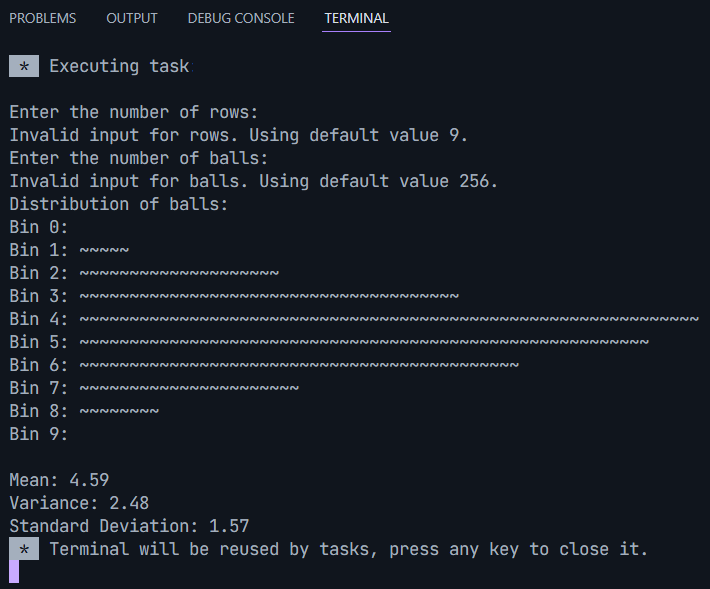 PROBLEMS OUTPUT DEBUG CONSOLE TERMINAL
* Executing task
Enter the number of rows:
Invalid input for rows. Using default value 9.
Enter the number of balls:
Invalid input for balls. Using default value 256.
Distribution of balls:
Bin 0:
Bin 1: ~~~~~
Bin 2: ~~~~~~~~~~~~~~~~~~~~
Bin 3: ~~~~~~~~~~~~~~~~~~~~~~~~~~~~~~~~~~~~~~
Bin 4: ~~~~~~~~~~~~~~~~~~~~~~~~~~~~~~~~~~~~~~~~~~~~~~~~~~~~~~~~~~~~~~
Bin 5: ~~~~~~~~~~~~~~~~~~~~~~~~~~~~~~~~~~~~~~~~~~~~~~~~~~~~~~~~~
Bin 6: ~~~~~~~~~~~~~~~~~~~~~~~~~~~~~~~~~~~~~~~~~~~~
Bin 7: ~~~~~~~~~~~~~~~~~~~~~~
Bin 8: ~~~~~~~~
Bin 9:
Mean: 4.59
Variance: 2.48
Standard Deviation: 1.57
* Terminal will be reused by tasks, press any key to close it.